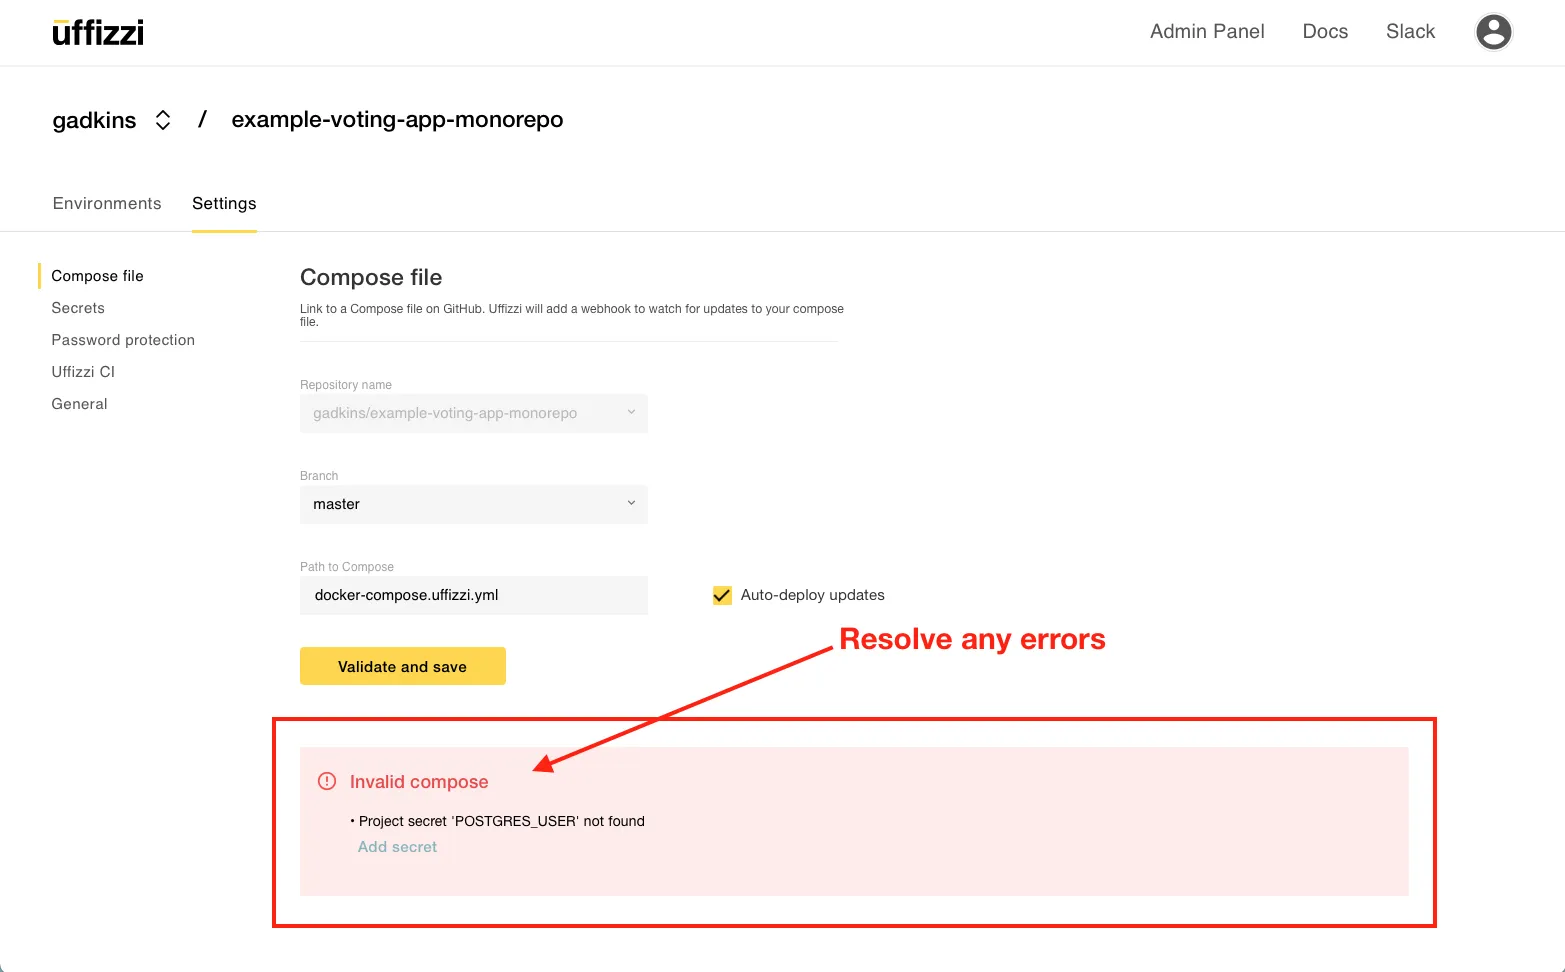 uffizzi
Admin Panel
Docs
Slack
gadkins / example-voting-app-monorepo
Environments
Settings
Compose file
Secrets
Password protection
Uffizzi CI
General
Compose file
Link to a Compose file on GitHub. Uffizzi will add a webhook to watch for updates to your compose
file.
Repository name
gadkins/example-voting-app-monorepo
Branch
master
Path to Compose
docker-compose.uffizzi.yml
Auto-deploy updates
Resolve any errors
Validate and save
Invalid compose
• Project secret 'POSTGRES_USER' not found
Add secret